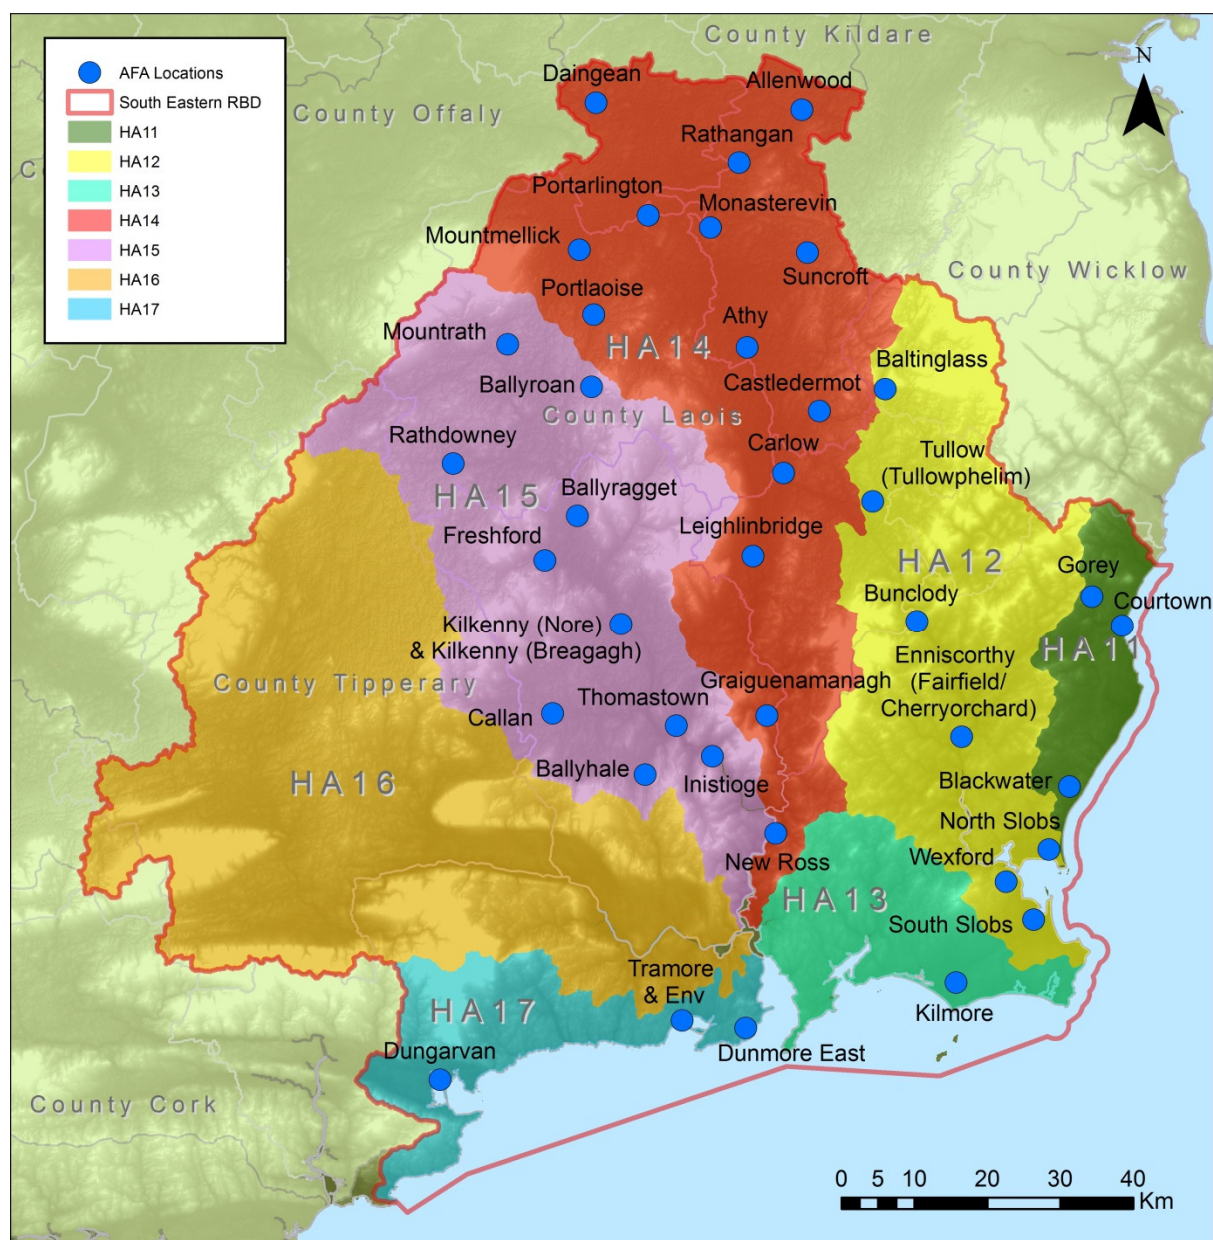 AFA Locations
South Eastern RBD
HA11
HA12
HA13
HA14
HA15
HA16
HA17
County Kildare
N
Daingean
Allenwood
County Offaly
Rathangan
Portarlington
Monasterevin
Mountmellick
Suncroft
County Wicklow
Portlaoise
Athy
Mountrath
HA14
Baltinglass
Ballyroan
Castledermot
County Laois
Rathdowney
Carlow
Tullow
(Tullowphelim)
HA15
Ballyragget
Freshford
Leighlinbridge
HA12
Gorey
Bunclody
Courtown
Kilkenny (Nore)
& Kilkenny (Breagagh)
HA11
Enniscorthy
(Fairfield/
Cherryorchard)
County Tipperary
Thomastown
Graiguenamanagh
Callan
HA16
Ballyhale
Inistioge
Blackwater
North Slobs
New Ross
Wexford
HA13
South Slobs
Tramore
& Env
HA17
Kilmore
Dungarvan
Dunmore East
County Cork
0 5 10 20 30 40
Km